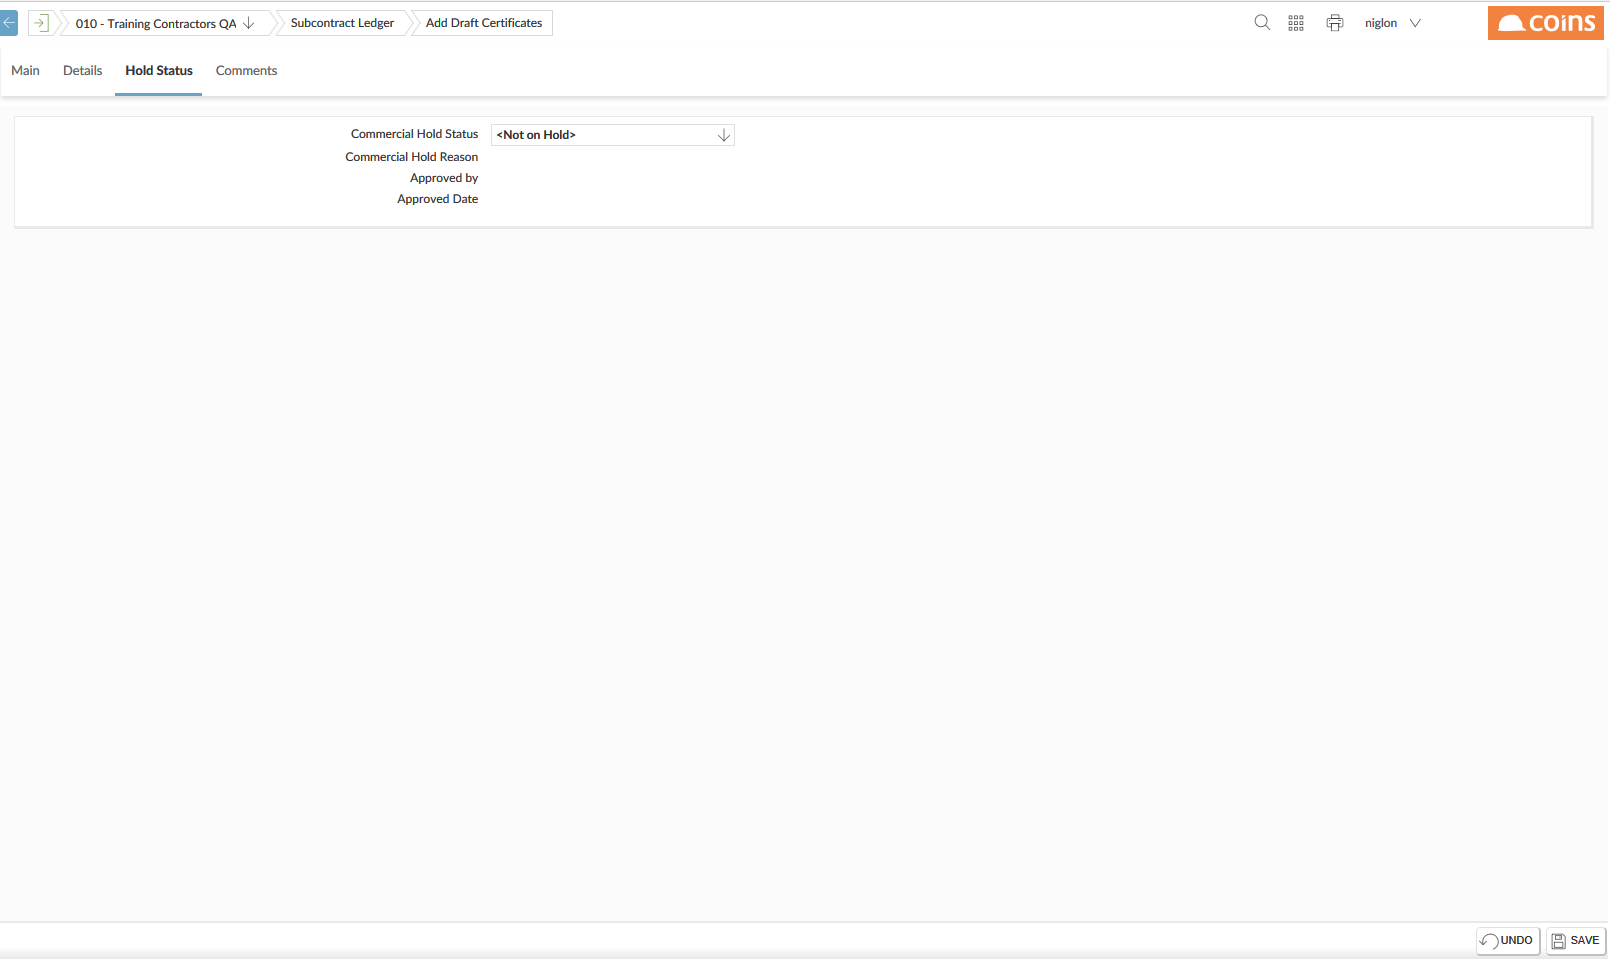 010 - Training Contractors QA
Subcontract Ledger
Add Draft Certificates
niglon
coins
Main
Details
Hold Status
Comments
Commercial Hold Status
<Not on Hold>
Commercial Hold Reason
Approved by
Approved Date
UNDO
SAVE